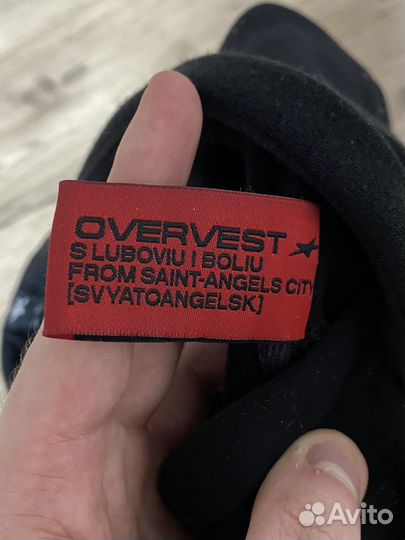 OVERVEST
S LUBOVIU I BOLIU
FROM SAINT-ANGELS CITY
[SVYATOANGELSK]
Avito